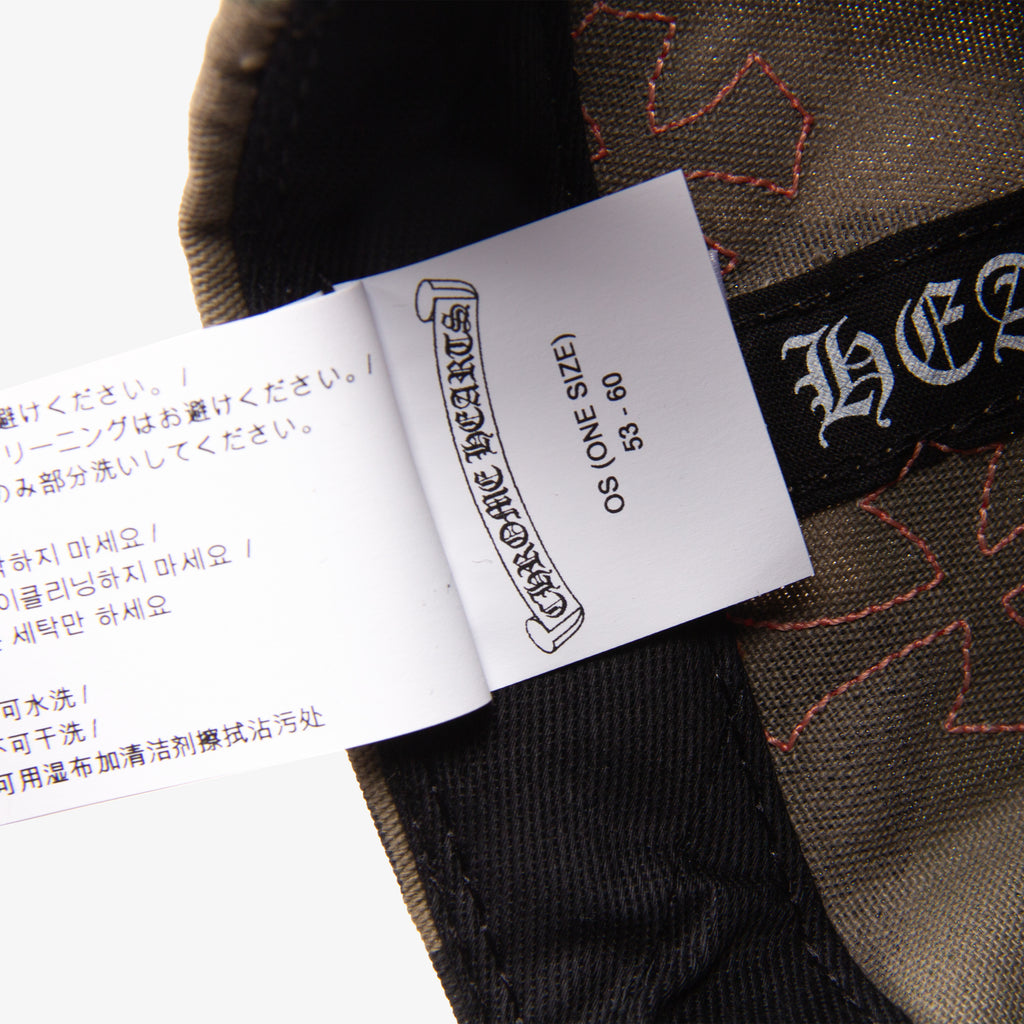 避けください。 /
リーニングはお避けください。 /
のみ部分洗いしてください。
하지 마세요 /
이클리닝하지 마세요 /
세탁만 하세요
可水洗 /
不可干洗 /
可用湿布加清洁剂擦拭沾污处
CHROME HEARTS
OS (ONE SIZE)
53 - 60
HEA